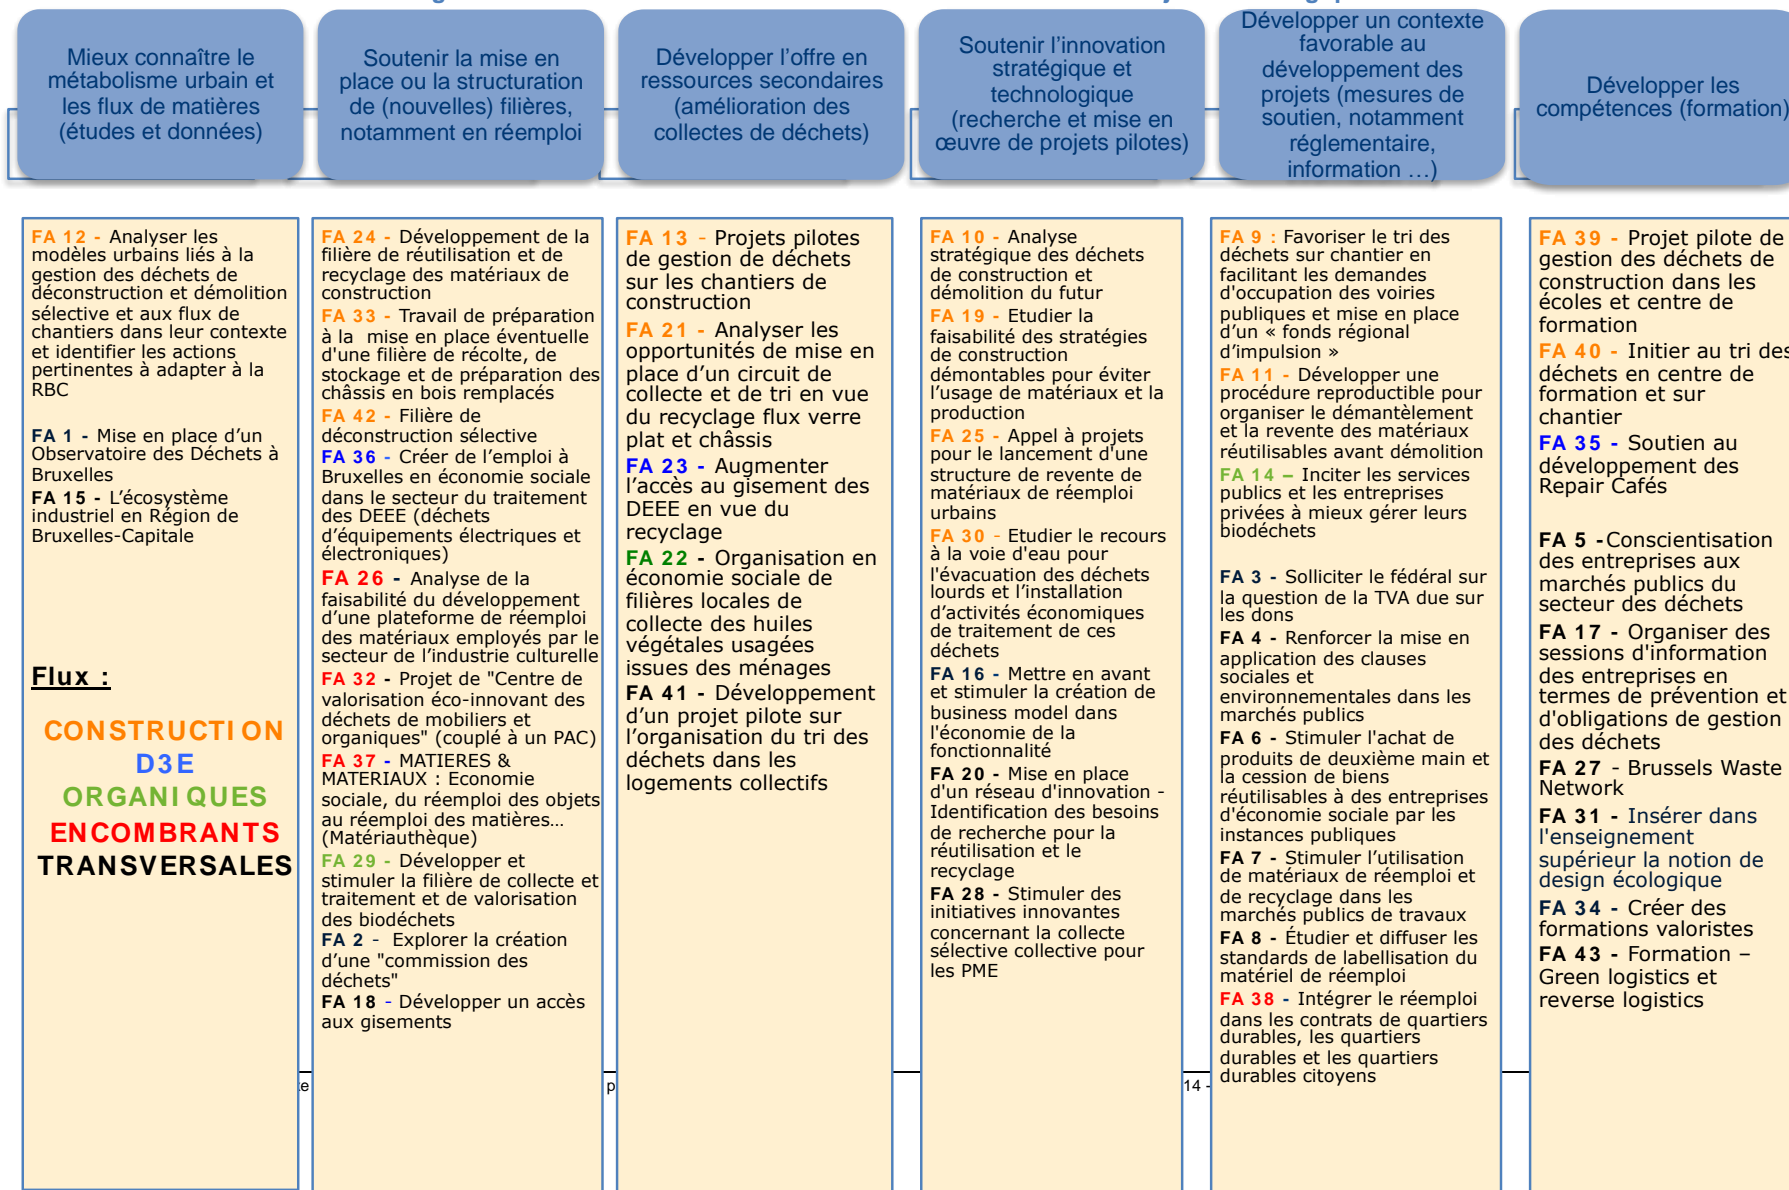 Mieux connaître le
métabolisme urbain et
les flux de matières
(études et données)
Soutenir la mise en
place ou la structuration
de (nouvelles) filières,
notamment en réemploi
Développer l'offre en
ressources secondaires
(amélioration des
collectes de déchets)
Soutenir l'innovation
stratégique et
technologique
(recherche et mise en
œuvre de projets pilotes)
Développer un contexte
favorable au
développement des
projets (mesures de
soutien, notamment
réglementaire,
information …)
Développer les
compétences (formation)
FA 12 - Analyser les
modèles urbains liés à la
gestion des déchets de
déconstruction et démolition
sélective et aux flux de
chantiers dans leur contexte
et identifier les actions
pertinentes à adapter à la
RBC
FA 1 - Mise en place d'un
Observatoire des Déchets à
Bruxelles
FA 15 - L'écosystème
industriel en Région de
Bruxelles-Capitale
Flux :
CONSTRUCTION
D3E
ORGANIQUES
ENCOMBRANTS
TRANSVERSALES
FA 24 - Développement de la
filière de réutilisation et de
recyclage des matériaux de
construction
FA 33 - Travail de préparation
à la mise en place éventuelle
d'une filière de récolte, de
stockage et de préparation des
châssis en bois remplacés
FA 42 - Filière de
déconstruction sélective
FA 36 - Créer de l'emploi à
Bruxelles en économie sociale
dans le secteur du traitement
des DEEE (déchets
d'équipements électriques et
électroniques)
FA 26 - Analyse de la
faisabilité du développement
d'une plateforme de réemploi
des matériaux employés par le
secteur de l'industrie culturelle
FA 32 - Projet de "Centre de
valorisation éco-innovant des
déchets de mobiliers et
organiques" (couplé à un PAC)
FA 37 - MATIERES &
MATERIAUX : Economie
sociale, du réemploi des objets
au réemploi des matières…
(Matériauthèque)
FA 29 - Développer et
stimuler la filière de collecte et
traitement et de valorisation
des biodéchets
FA 2 - Explorer la création
d'une "commission des
déchets"
FA 18 - Développer un accès
aux gisements
FA 13 - Projets pilotes
de gestion de déchets
sur les chantiers de
construction
FA 21 - Analyser les
opportunités de mise en
place d'un circuit de
collecte et de tri en vue
du recyclage flux verre
plat et châssis
FA 23 - Augmenter
l'accès au gisement des
DEEE en vue du
recyclage
FA 22 - Organisation en
économie sociale de
filières locales de
collecte des huiles
végétales usagées
issues des ménages
FA 41 - Développement
d'un projet pilote sur
l'organisation du tri des
déchets dans les
logements collectifs
FA 10 - Analyse
stratégique des déchets
de construction et
démolition du futur
FA 19 - Etudier la
faisabilité des stratégies
de construction
démontables pour éviter
l'usage de matériaux et la
production
FA 25 - Appel à projets
pour le lancement d'une
structure de revente de
matériaux de réemploi
urbains
FA 30 - Etudier le recours
à la voie d'eau pour
l'évacuation des déchets
lourds et l'installation
d'activités économiques
de traitement de ces
déchets
FA 16 - Mettre en avant
et stimuler la création de
business model dans
l'économie de la
fonctionnalité
FA 20 - Mise en place
d'un réseau d'innovation -
Identification des besoins
de recherche pour la
réutilisation et le
recyclage
FA 28 - Stimuler des
initiatives innovantes
concernant la collecte
sélective collective pour
les PME
FA 9 : Favoriser le tri des
déchets sur chantier en
facilitant les demandes
d'occupation des voiries
publiques et mise en place
d'un « fonds régional
d'impulsion »
FA 11 - Développer une
procédure reproductible pour
organiser le démantèlement
et la revente des matériaux
réutilisables avant démolition
FA 14 – Inciter les services
publics et les entreprises
privées à mieux gérer leurs
biodéchets
FA 3 - Solliciter le fédéral sur
la question de la TVA due sur
les dons
FA 4 - Renforcer la mise en
application des clauses
sociales et
environnementales dans les
marchés publics
FA 6 - Stimuler l'achat de
produits de deuxième main et
la cession de biens
réutilisables à des entreprises
d'économie sociale par les
instances publiques
FA 7 - Stimuler l'utilisation
de matériaux de réemploi et
de recyclage dans les
marchés publics de travaux
FA 8 - Étudier et diffuser les
standards de labellisation du
matériel de réemploi
FA 38 - Intégrer le réemploi
dans les contrats de quartiers
durables, les quartiers
durables et les quartiers
durables citoyens
FA 39 - Projet pilote de
gestion des déchets de
construction dans les
écoles et centre de
formation
FA 40 - Initier au tri des
déchets en centre de
formation et sur
chantier
FA 35 - Soutien au
développement des
Repair Cafés
FA 5 -Conscientisation
des entreprises aux
marchés publics du
secteur des déchets
FA 17 - Organiser des
sessions d'information
des entreprises en
termes de prévention et
d'obligations de gestion
des déchets
FA 27 - Brussels Waste
Network
FA 31 - Insérer dans
l'enseignement
supérieur la notion de
design écologique
FA 34 - Créer des
formations valoristes
FA 43 - Formation –
Green logistics et
reverse logistics
14 -